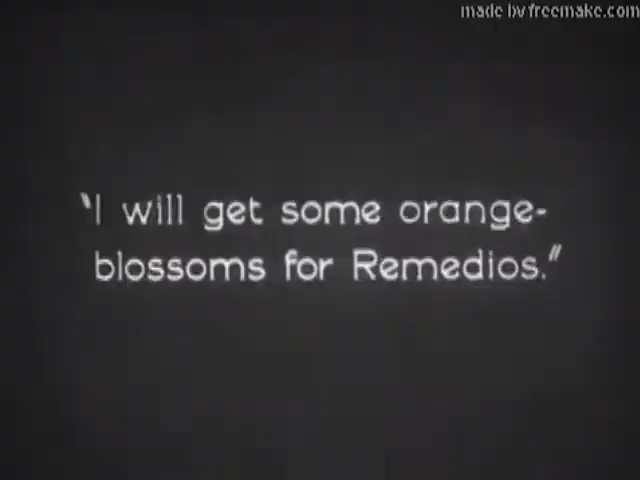 made by freemake.com
"I will get some orange-
blossoms for Remedios."